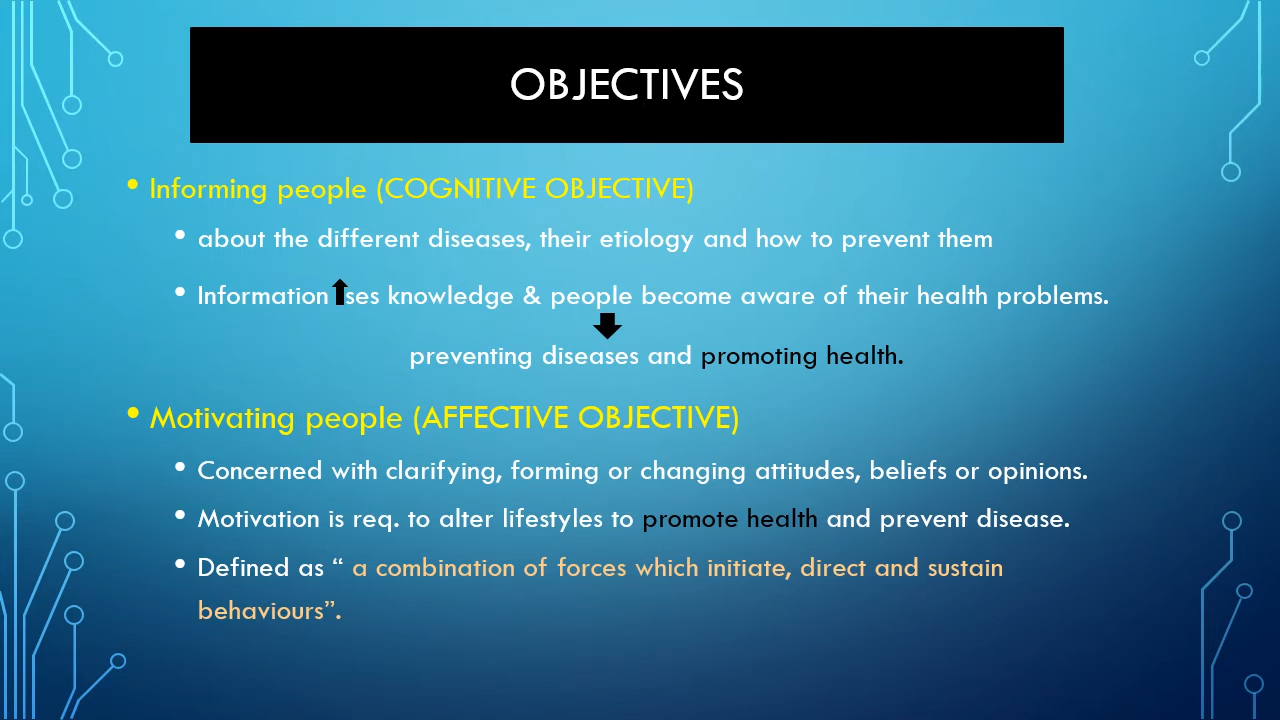 OBJECTIVES
• Informing people (COGNITIVE OBJECTIVE)
• about the different diseases, their etiology and how to prevent them
• Information ⬆ses knowledge & people become aware of their health problems.
⬇
preventing diseases and promoting health.
• Motivating people (AFFECTIVE OBJECTIVE)
• Concerned with clarifying, forming or changing attitudes, beliefs or opinions.
• Motivation is req. to alter lifestyles to promote health and prevent disease.
• Defined as “ a combination of forces which initiate, direct and sustain
behaviours”.